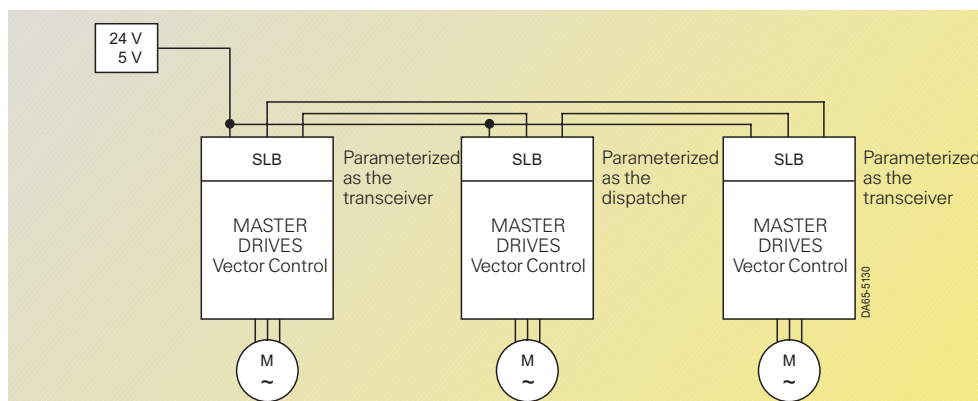 24 V
5 V
SLB
Parameterized
as the
transceiver
MASTER
DRIVES
Vector Control
M
~
SLB
Parameterized
as the
dispatcher
MASTER
DRIVES
Vector Control
M
~
SLB
Parameterized
as the
transceiver
MASTER
DRIVES
Vector Control
M
~
DA65-5130